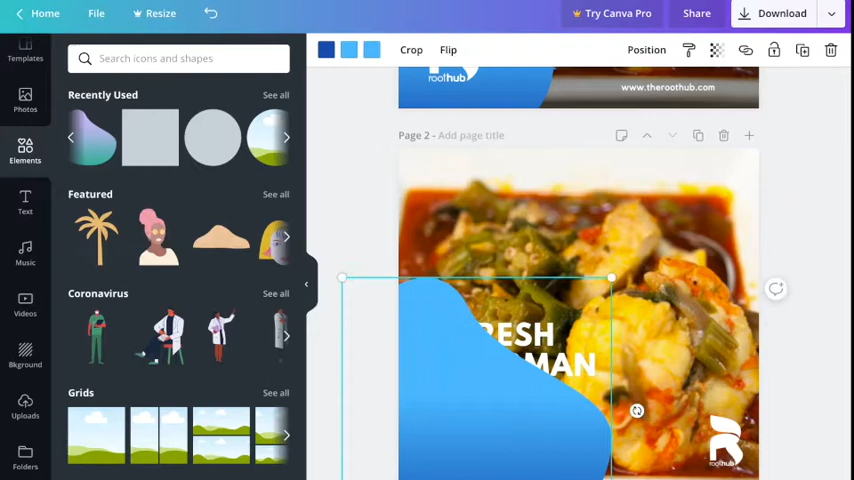 Home File Resize Try Canva Pro Share Download
Templates
Photos
Elements
Text
Music
Videos
Bkground
Uploads
Folders
Search icons and shapes
Recently Used See all
Featured See all
Coronavirus See all
Grids See all
Crop Flip Position
roothub
www.theroothub.com
Page 2 - Add page title
RESH
MAN
roothub